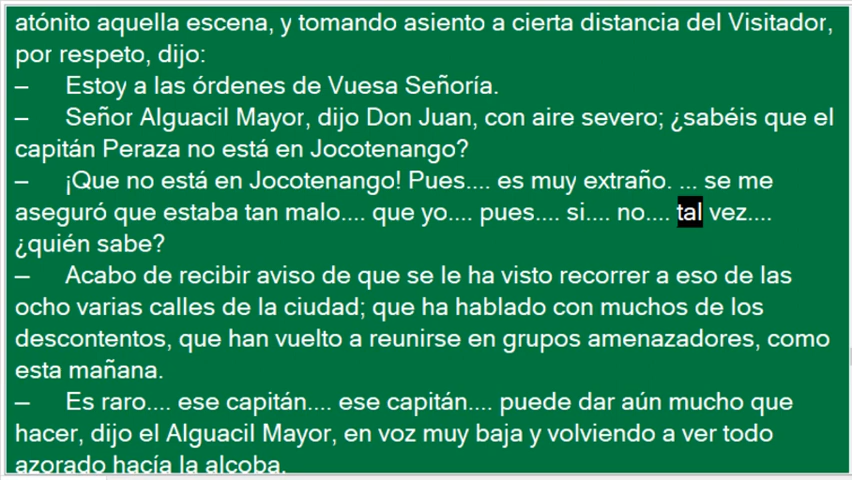 atónito aquella escena, y tomando asiento a cierta distancia del Visitador,
por respeto, dijo:
– Estoy a las órdenes de Vuesa Señoría.
– Señor Alguacil Mayor, dijo Don Juan, con aire severo; ¿sabéis que el
capitán Peraza no está en Jocotenango?
– ¡Que no está en Jocotenango! Pues.... es muy extraño. ... se me
aseguró que estaba tan malo.... que yo.... pues.... si.... no.... tal vez....
¿quién sabe?
– Acabo de recibir aviso de que se le ha visto recorrer a eso de las
ocho varias calles de la ciudad; que ha hablado con muchos de los
descontentos, que han vuelto a reunirse en grupos amenazadores, como
esta mañana.
– Es raro.... ese capitán.... ese capitán.... puede dar aún mucho que
hacer, dijo el Alguacil Mayor, en voz muy baja y volviendo a ver todo
azorado hacía la alcoba.